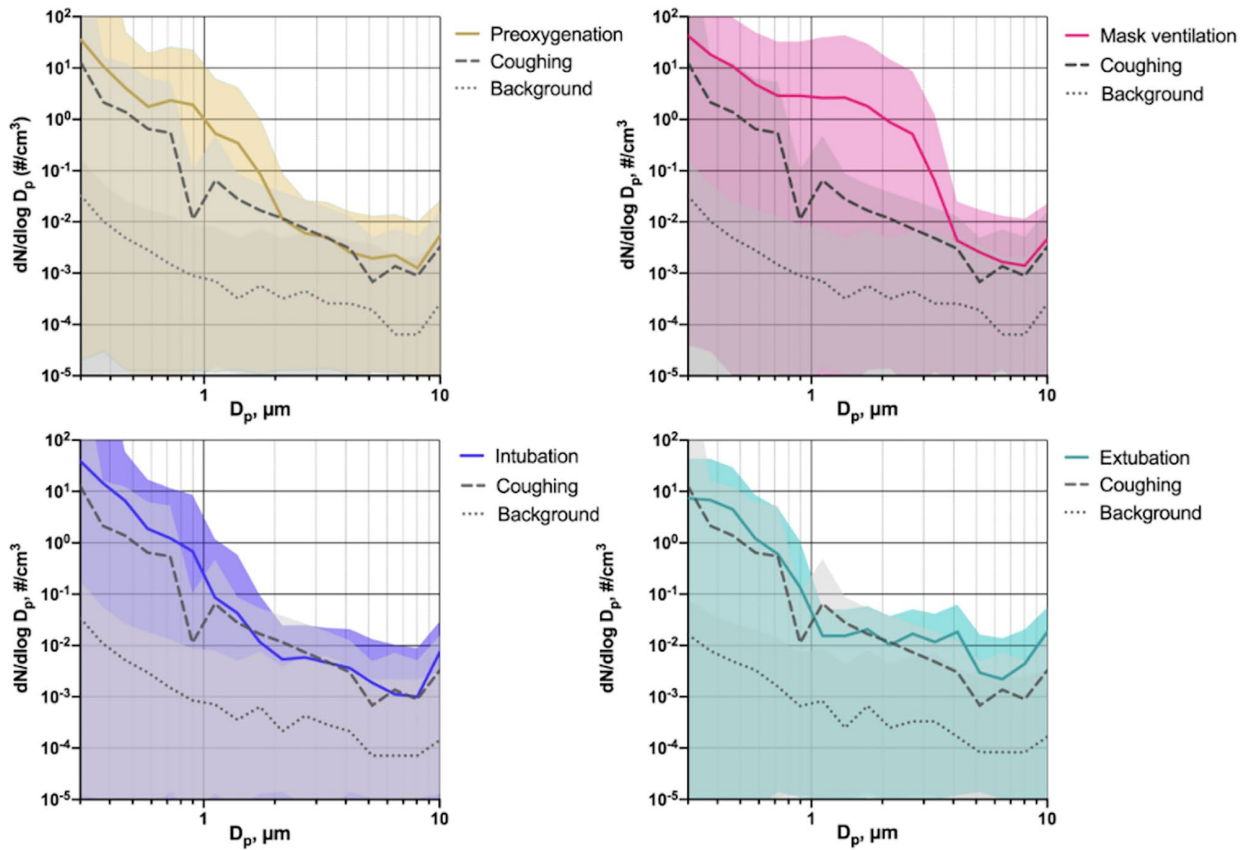 10²
10¹
10⁰
10⁻¹
10⁻²
10⁻³
10⁻⁴
10⁻⁵
dN/dlog Dₚ (#/cm³)
1
10
Dₚ, µm
Preoxygenation
Coughing
Background
10²
10¹
10⁰
10⁻¹
10⁻²
10⁻³
10⁻⁴
10⁻⁵
dN/dlog Dₚ, #/cm³
1
10
Dₚ, µm
Mask ventilation
Coughing
Background
10²
10¹
10⁰
10⁻¹
10⁻²
10⁻³
10⁻⁴
10⁻⁵
dN/dlog Dₚ, #/cm³
1
10
Dₚ, µm
Intubation
Coughing
Background
10²
10¹
10⁰
10⁻¹
10⁻²
10⁻³
10⁻⁴
10⁻⁵
dN/dlog Dₚ, #/cm³
1
10
Dₚ, µm
Extubation
Coughing
Background